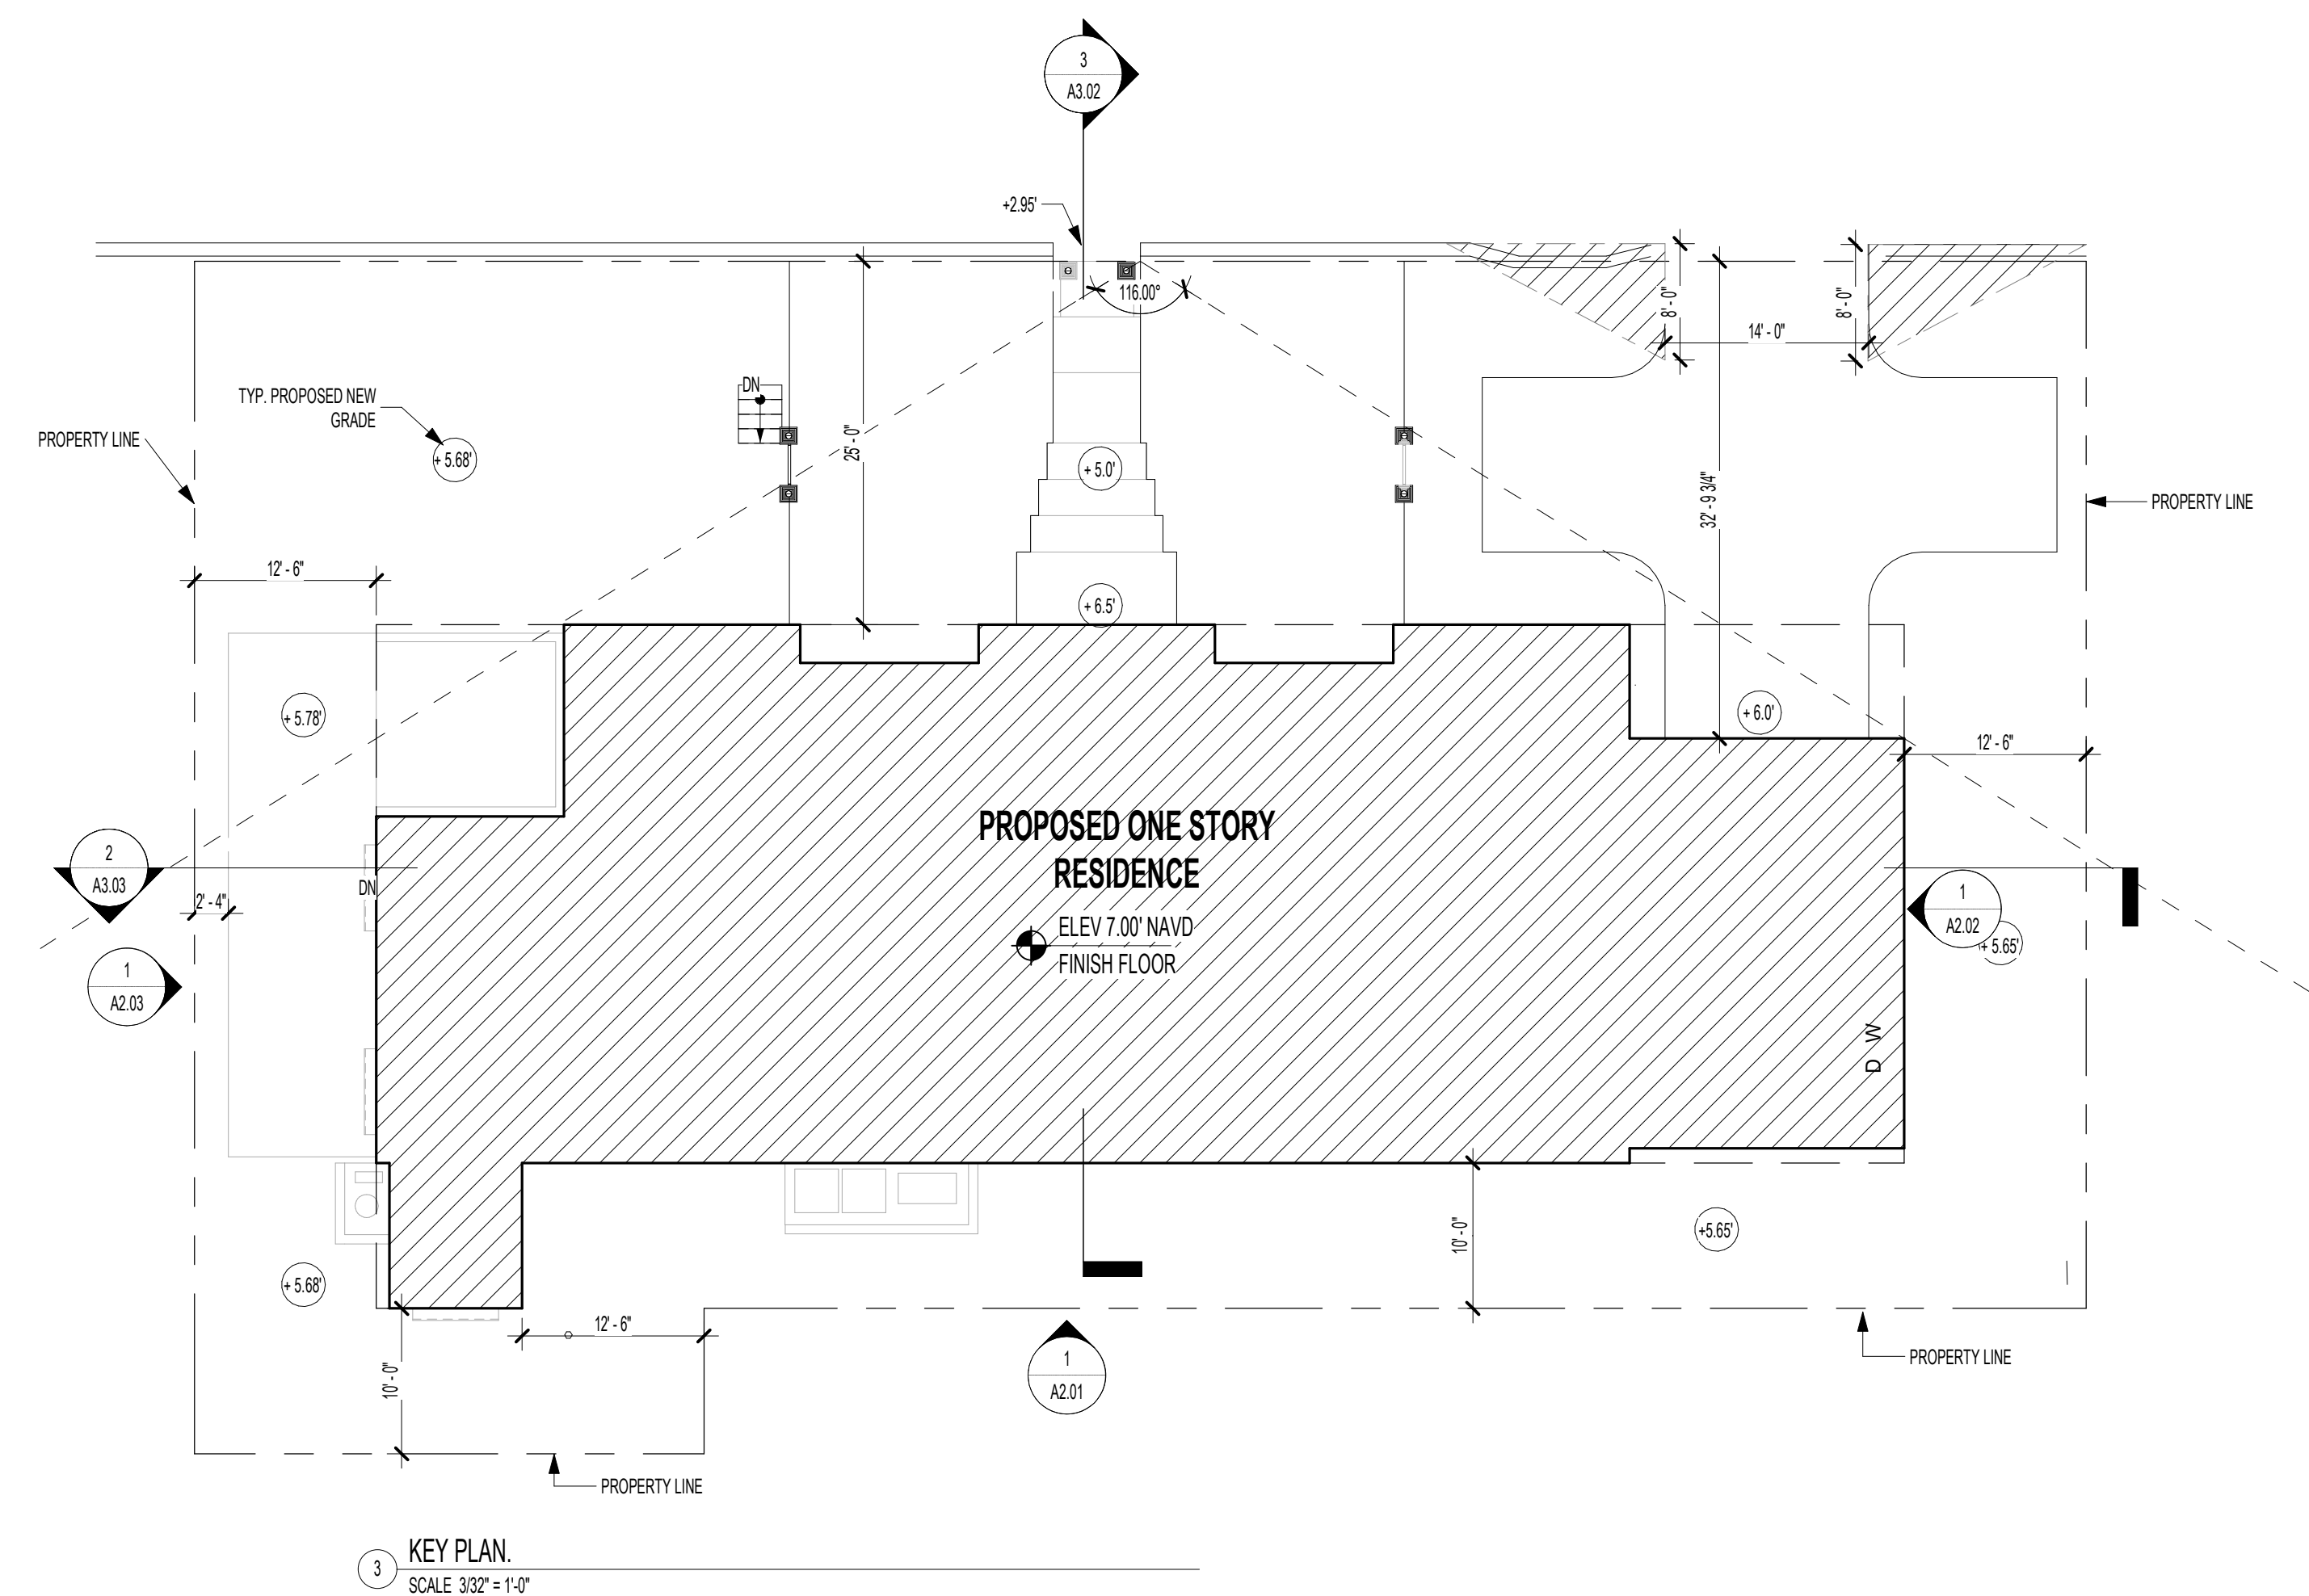 3
A3.02
+2.95'
116.00°
8' - 0"
8' - 0"
14' - 0"
TYP. PROPOSED NEW
GRADE
DN
PROPERTY LINE
+ 5.68'
25' - 0"
+ 5.0'
32' - 9 3/4"
PROPERTY LINE
12' - 6"
+ 6.5'
+ 5.78'
+ 6.0'
12' - 6"
PROPOSED ONE STORY
RESIDENCE
2
A3.03
DN
2' - 4"
ELEV 7.00' NAVD
FINISH FLOOR
1
A2.02
+ 5.65'
1
A2.03
D W
10' - 0"
+5.65'
+ 5.68'
12' - 6"
10' - 0"
1
A2.01
PROPERTY LINE
PROPERTY LINE
3
KEY PLAN.
SCALE 3/32" = 1'-0"